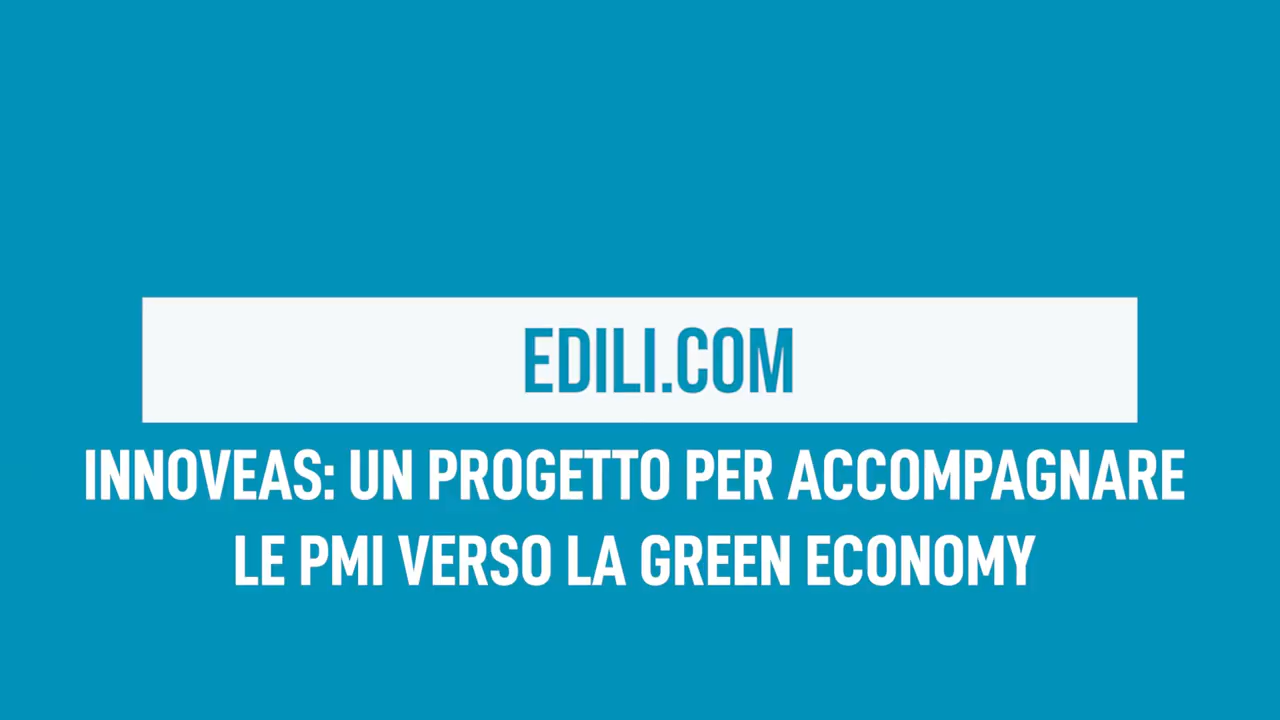 EDILI.COM
INNOVEAS: UN PROGETTO PER ACCOMPAGNARE
LE PMI VERSO LA GREEN ECONOMY